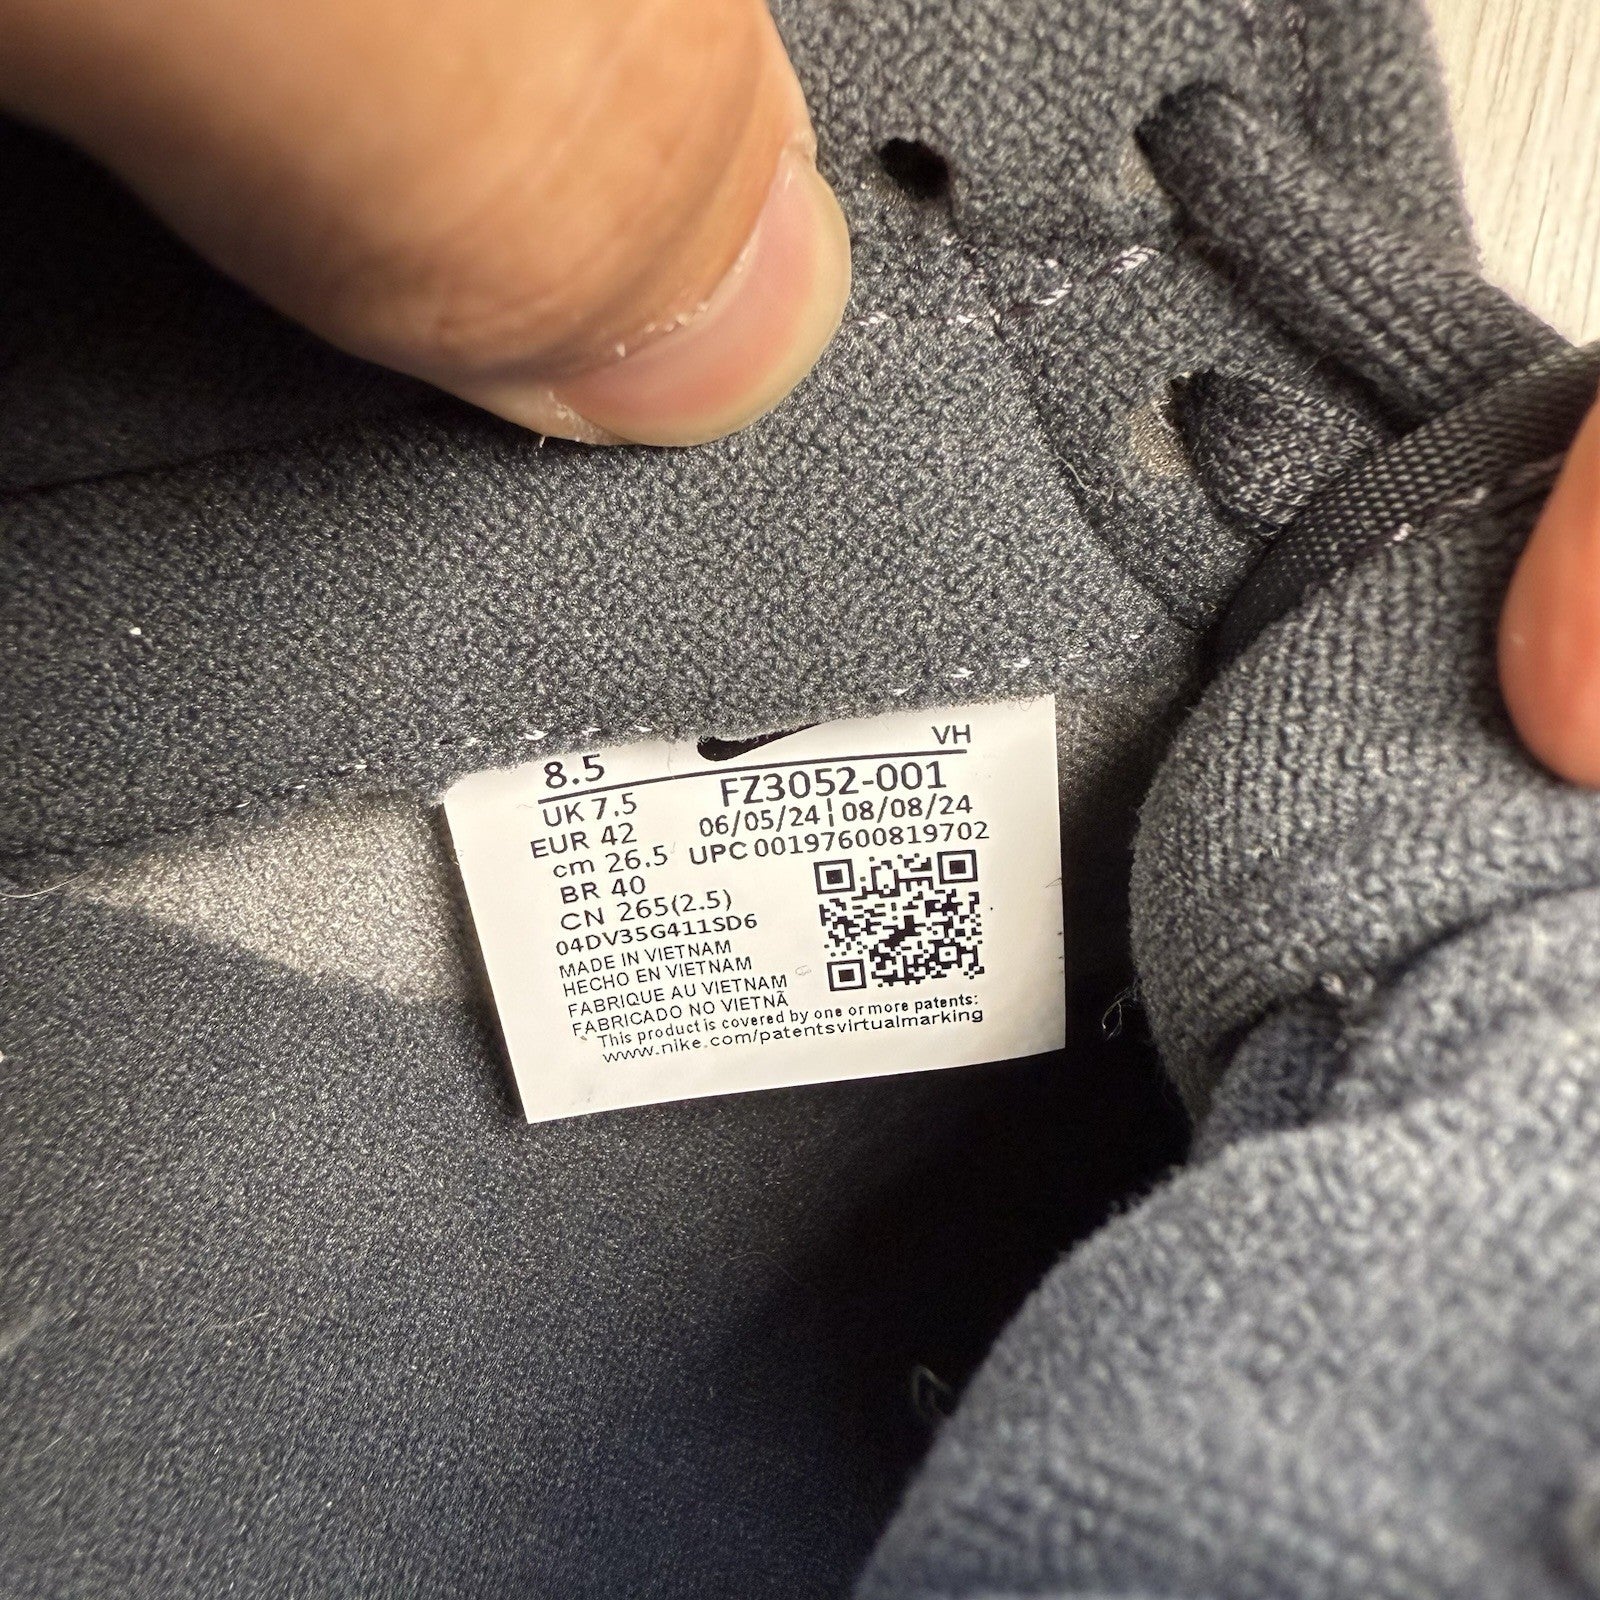 8.5 VH
UK 7.5 FZ3052-001
EUR 42 06/05/24 | 08/08/24
cm 26.5 UPC 00197600819702
BR 40
CN 265(2.5)
04DV35G411SD6
MADE IN VIETNAM
HECHO EN VIETNAM
FABRIQUE AU VIETNAM
FABRICADO NO VIETNÃ
This product is covered by one or more patents:
www.nike.com/patentsvirtualmarking